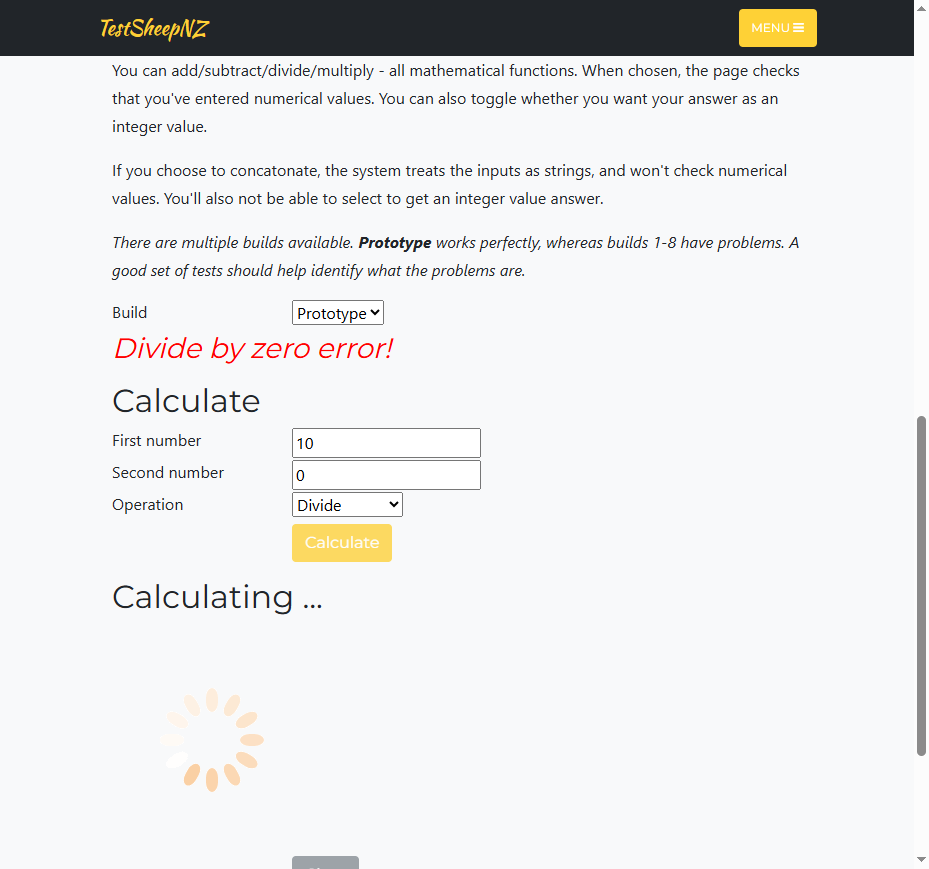 TestSheepNZ
MENU
You can add/subtract/divide/multiply - all mathematical functions. When chosen, the page checks
that you've entered numerical values. You can also toggle whether you want your answer as an
integer value.
If you choose to concatonate, the system treats the inputs as strings, and won't check numerical
values. You'll also not be able to select to get an integer value answer.
There are multiple builds available. Prototype works perfectly, whereas builds 1-8 have problems. A
good set of tests should help identify what the problems are.
Build Prototype
Divide by zero error!
Calculate
First number 10
Second number 0
Operation Divide
Calculate
Calculating ...